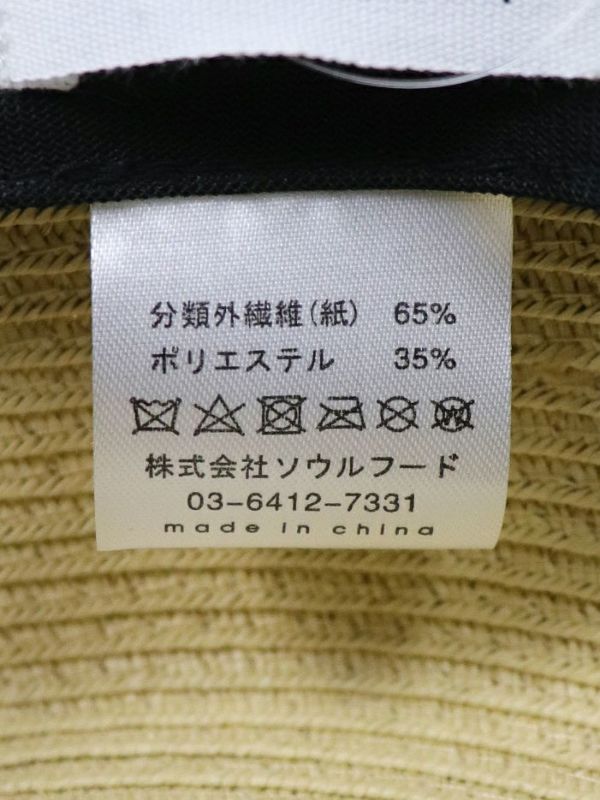 分類外繊維(紙) 65%
ポリエステル 35%
株式会社ソウルフード
03-6412-7331
made in china